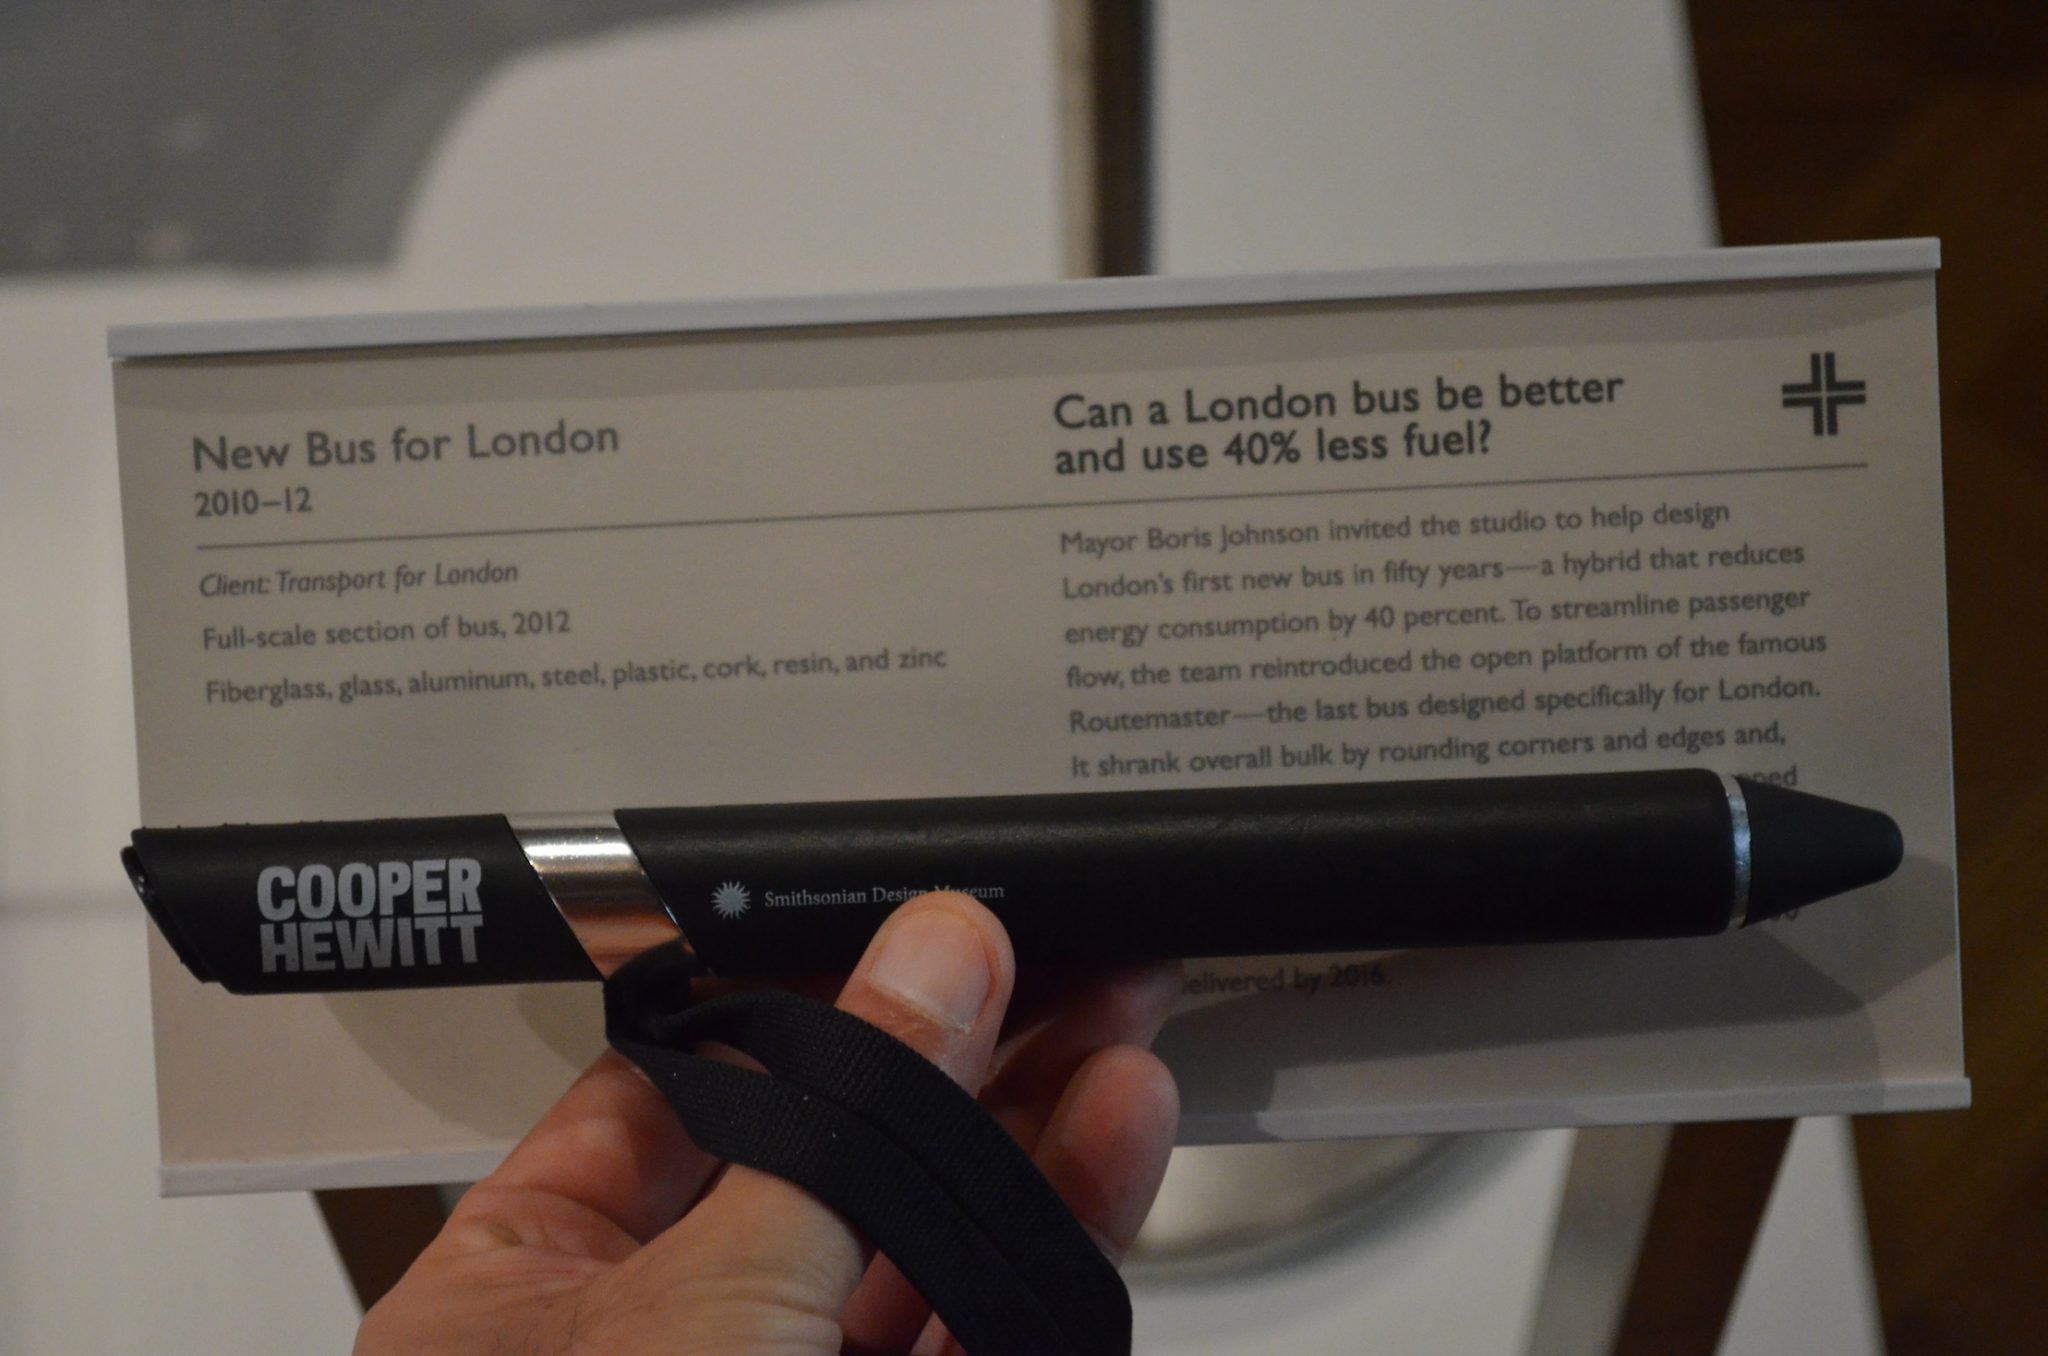 New Bus for London
2010–12
Client: Transport for London
Full-scale section of bus, 2012
Fiberglass, glass, aluminum, steel, plastic, cork, resin, and zinc
Can a London bus be better
and use 40% less fuel?
Mayor Boris Johnson invited the studio to help design
London's first new bus in fifty years—a hybrid that reduces
energy consumption by 40 percent. To streamline passenger
flow, the team reintroduced the open platform of the famous
Routemaster—the last bus designed specifically for London.
It shrank overall bulk by rounding corners and edges and,
by 2016.
COOPER
HEWITT
Smithsonian Design Museum